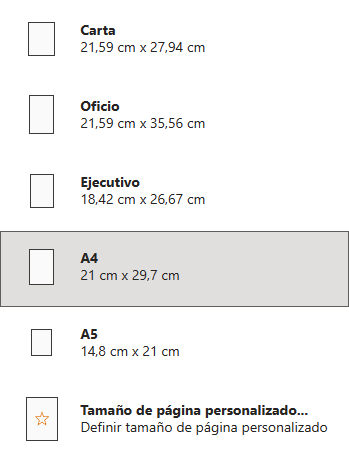 Carta
21,59 cm x 27,94 cm
Oficio
21,59 cm x 35,56 cm
Ejecutivo
18,42 cm x 26,67 cm
A4
21 cm x 29,7 cm
A5
14,8 cm x 21 cm
Tamaño de página personalizado...
Definir tamaño de página personalizado